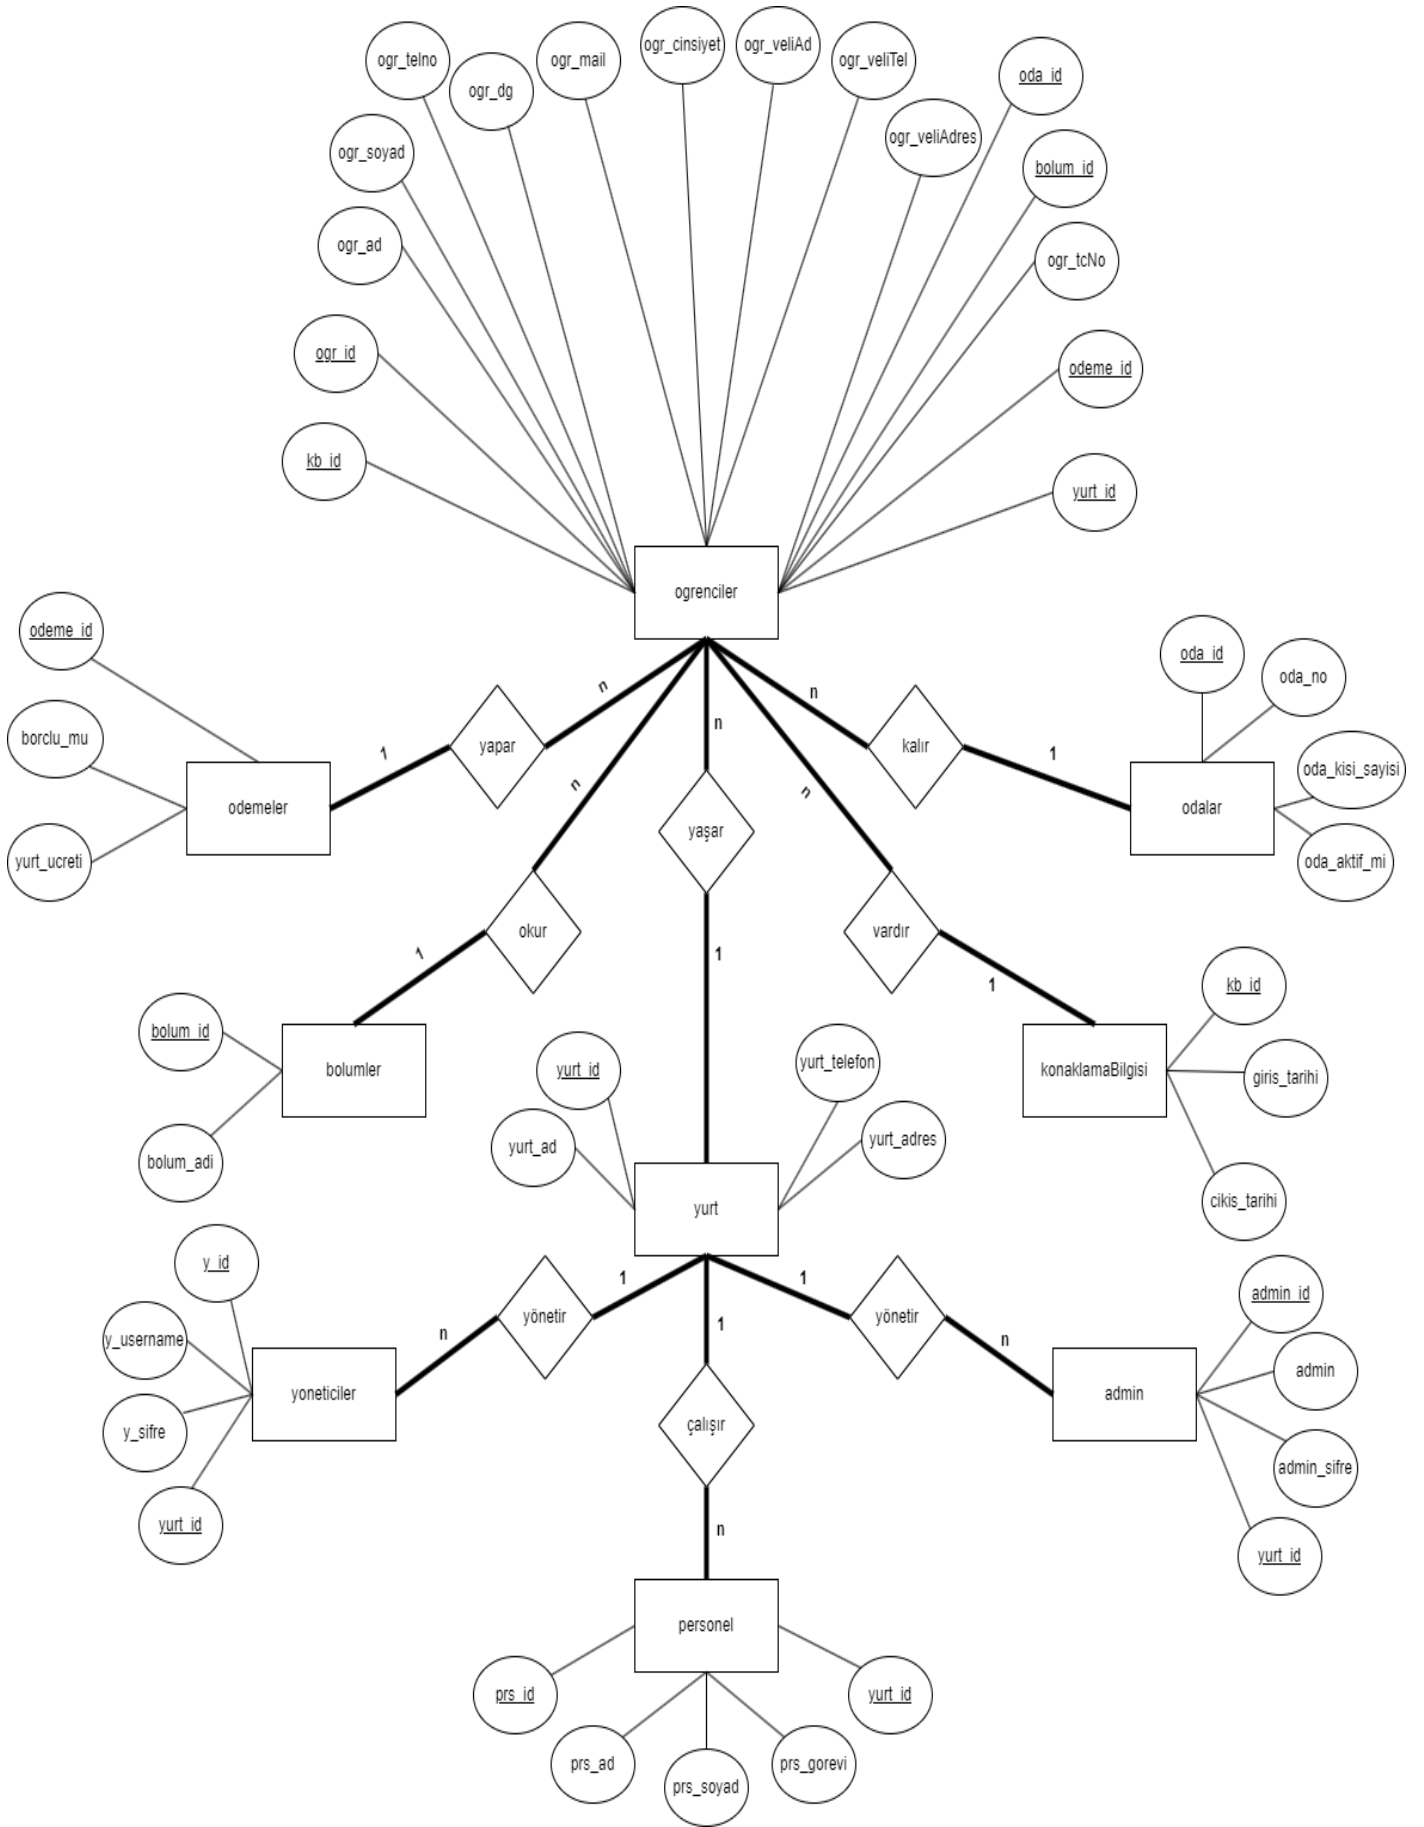 ogr_cinsiyet
ogr_veliAd
ogr_telno
ogr_mail
ogr_veliTel
oda_id
ogr_dg
ogr_veliAdres
ogr_soyad
bolum_id
ogr_ad
ogr_tcNo
ogr_id
odeme_id
kb_id
yurt_id
ogrenciler
odeme_id
oda_id
oda_no
n
n
n
borclu_mu
1
yapar
kalır
1
oda_kisi_sayisi
n
n
odemeler
odalar
yaşar
yurt_ucreti
oda_aktif_mi
okur
vardır
1
1
1
kb_id
bolum_id
bolumler
yurt_id
yurt_telefon
konaklamaBilgisi
giris_tarihi
yurt_ad
yurt_adres
bolum_adi
cikis_tarihi
yurt
y_id
1
1
admin_id
yönetir
yönetir
1
y_username
n
n
admin
yoneticiler
admin
y_sifre
çalışır
admin_sifre
yurt_id
n
yurt_id
personel
prs_id
yurt_id
prs_ad
prs_soyad
prs_gorevi